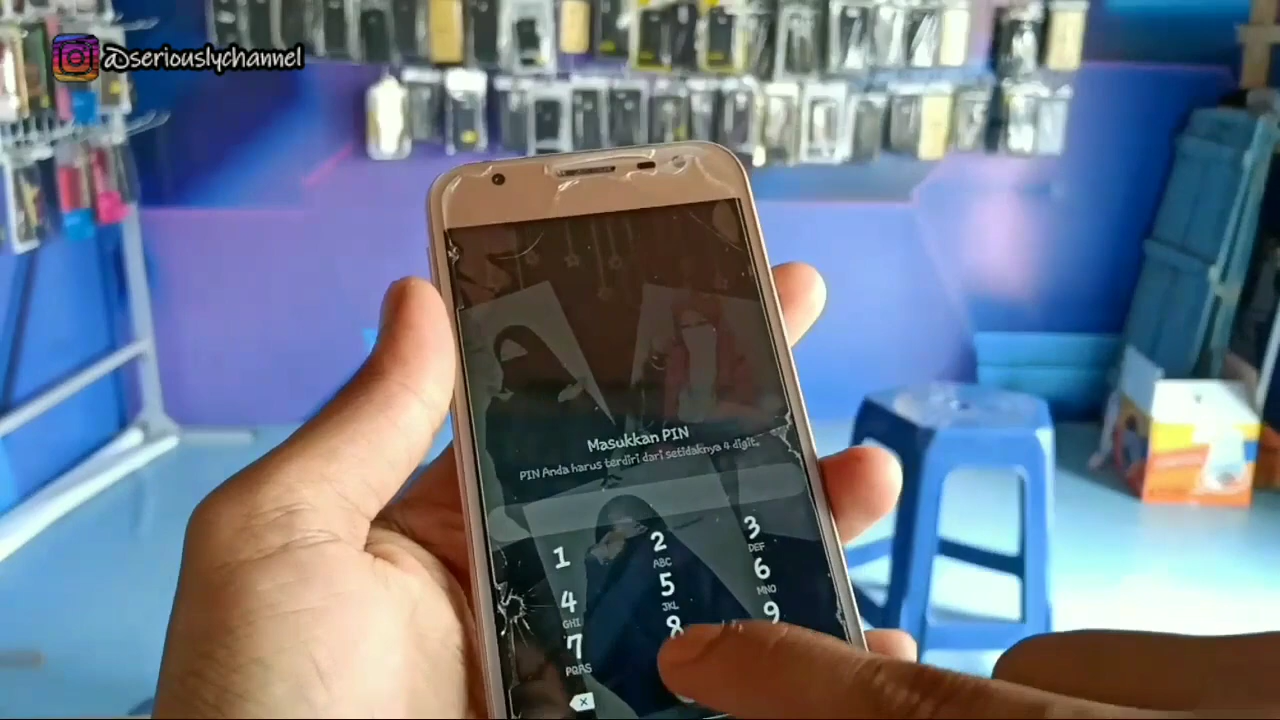 @seriouslychannel
Masukkan PIN
PIN Anda harus terdiri dari setidaknya 4 digit.
1 2 3
ABC DEF
4 5 6
GHI JKL MNO
7 8 9
PQRS